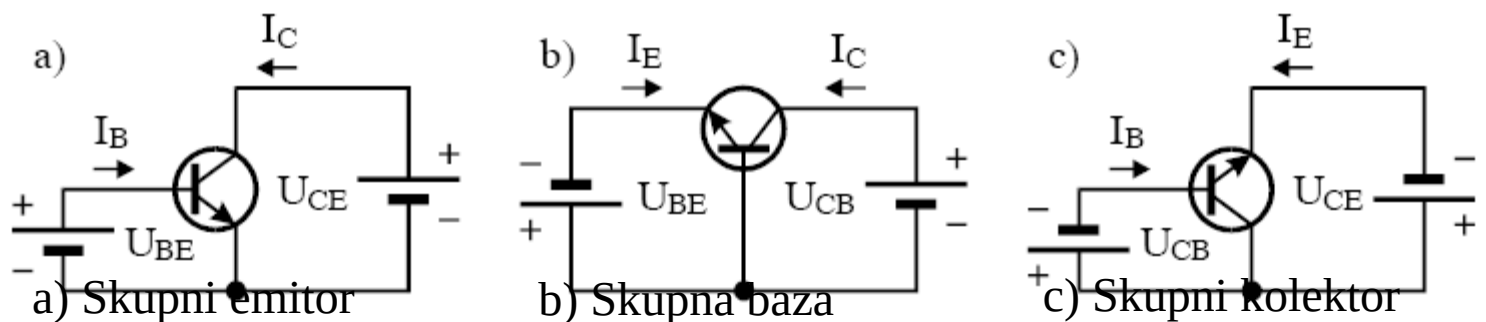 a)
I_C
I_B
U_CE
U_BE
+
−
+
−
a) Skupni emitor
b)
I_E
I_C
U_BE
U_CB
−
+
+
−
b) Skupna baza
c)
I_E
I_B
U_CE
U_CB
−
+
−
+
c) Skupni kolektor